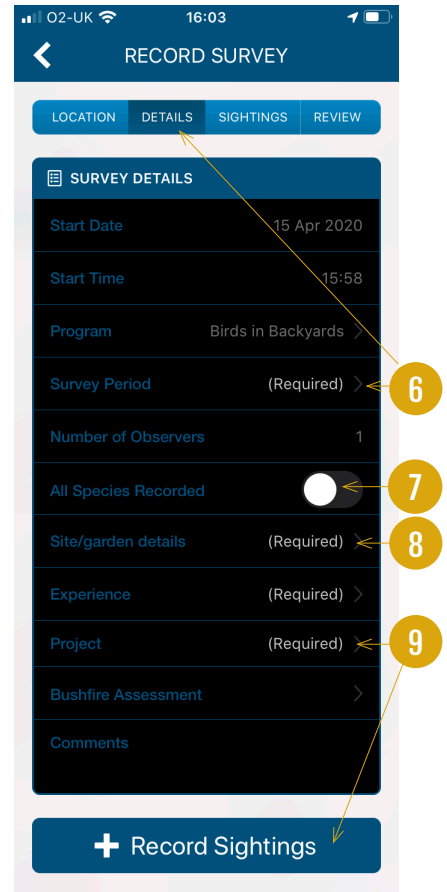 O2-UK 16:03
RECORD SURVEY
LOCATION DETAILS SIGHTINGS REVIEW
SURVEY DETAILS
Start Date 15 Apr 2020
Start Time 15:58
Program Birds in Backyards
Survey Period (Required)
6
Number of Observers 1
All Species Recorded
7
Site/garden details (Required)
8
Experience (Required)
Project (Required)
9
Bushfire Assessment
Comments
+ Record Sightings